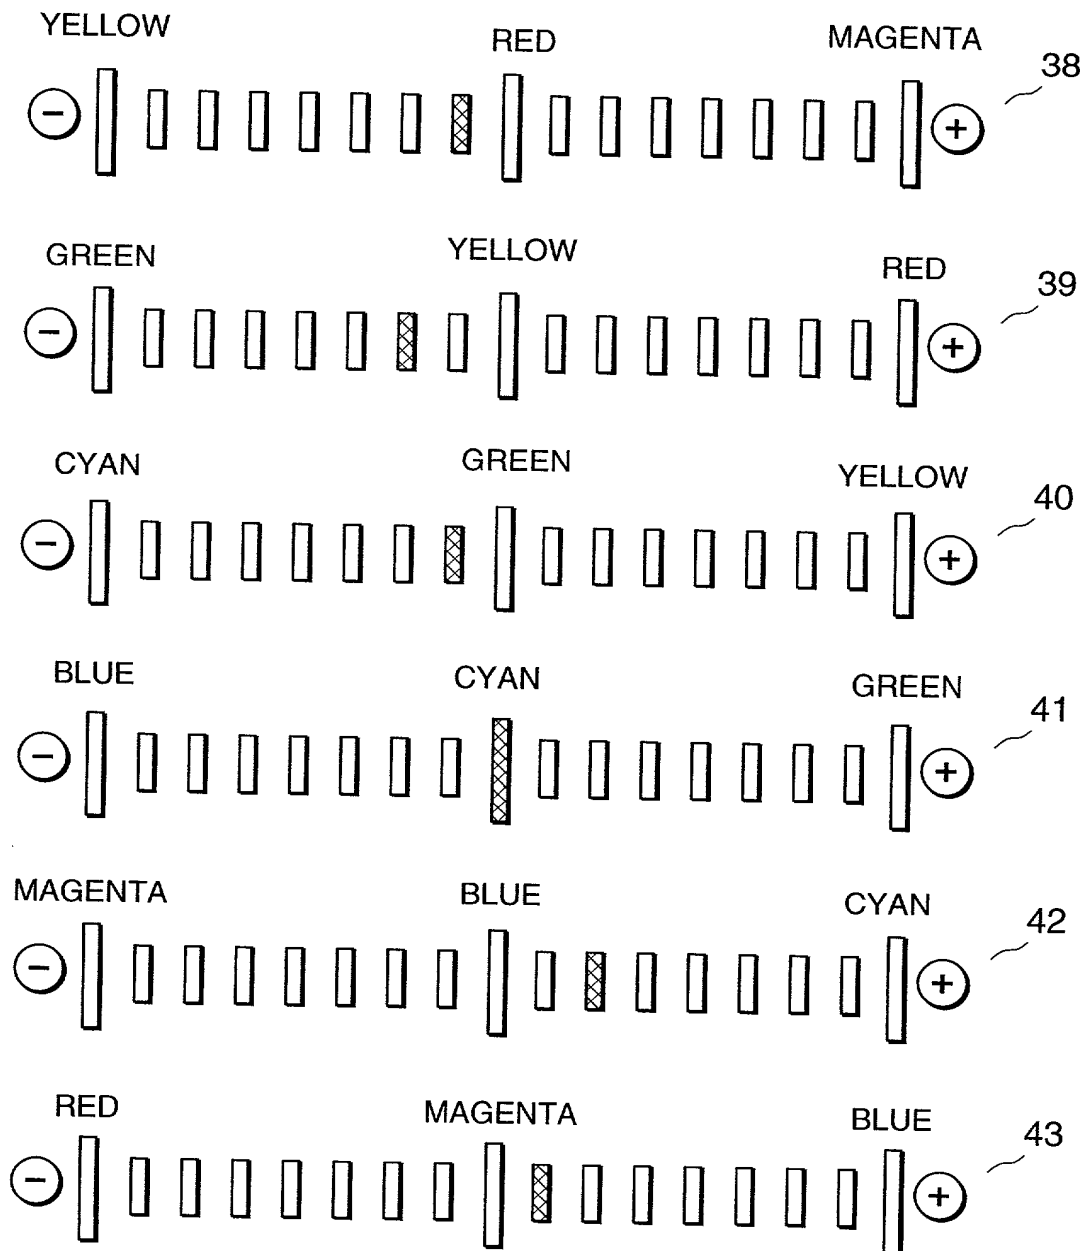 YELLOW RED MAGENTA
38
− +
GREEN YELLOW RED
39
− +
CYAN GREEN YELLOW
40
− +
BLUE CYAN GREEN
41
− +
MAGENTA BLUE CYAN
42
− +
RED MAGENTA BLUE
43
− +